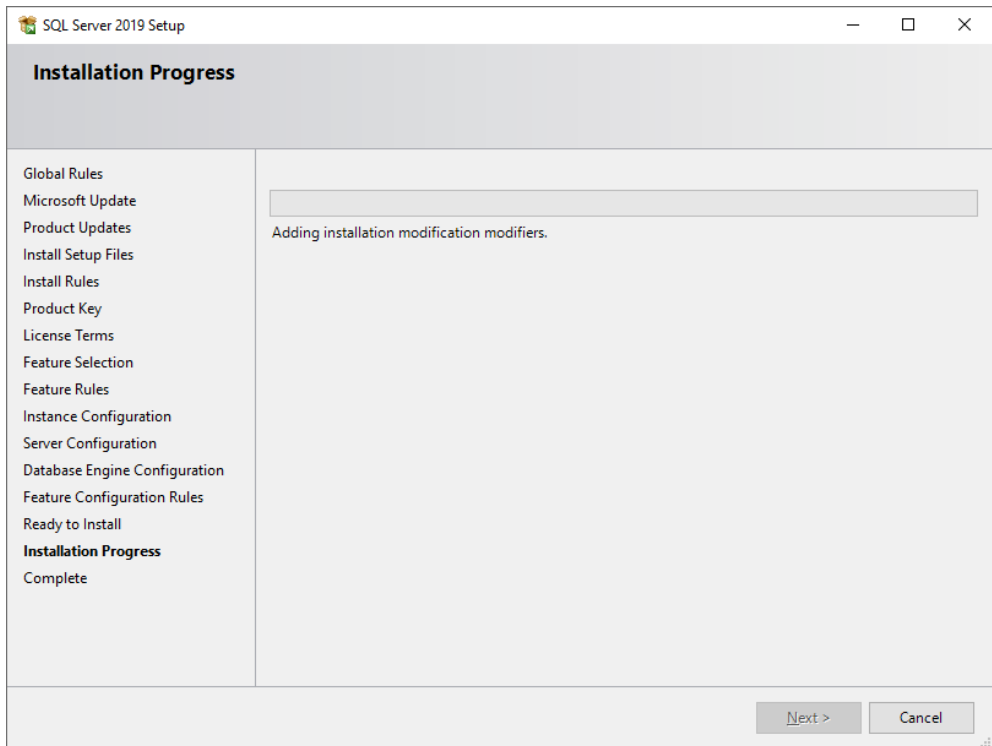 SQL Server 2019 Setup
Installation Progress
Global Rules
Microsoft Update
Product Updates
Install Setup Files
Install Rules
Product Key
License Terms
Feature Selection
Feature Rules
Instance Configuration
Server Configuration
Database Engine Configuration
Feature Configuration Rules
Ready to Install
Installation Progress
Complete
Adding installation modification modifiers.
Next >
Cancel